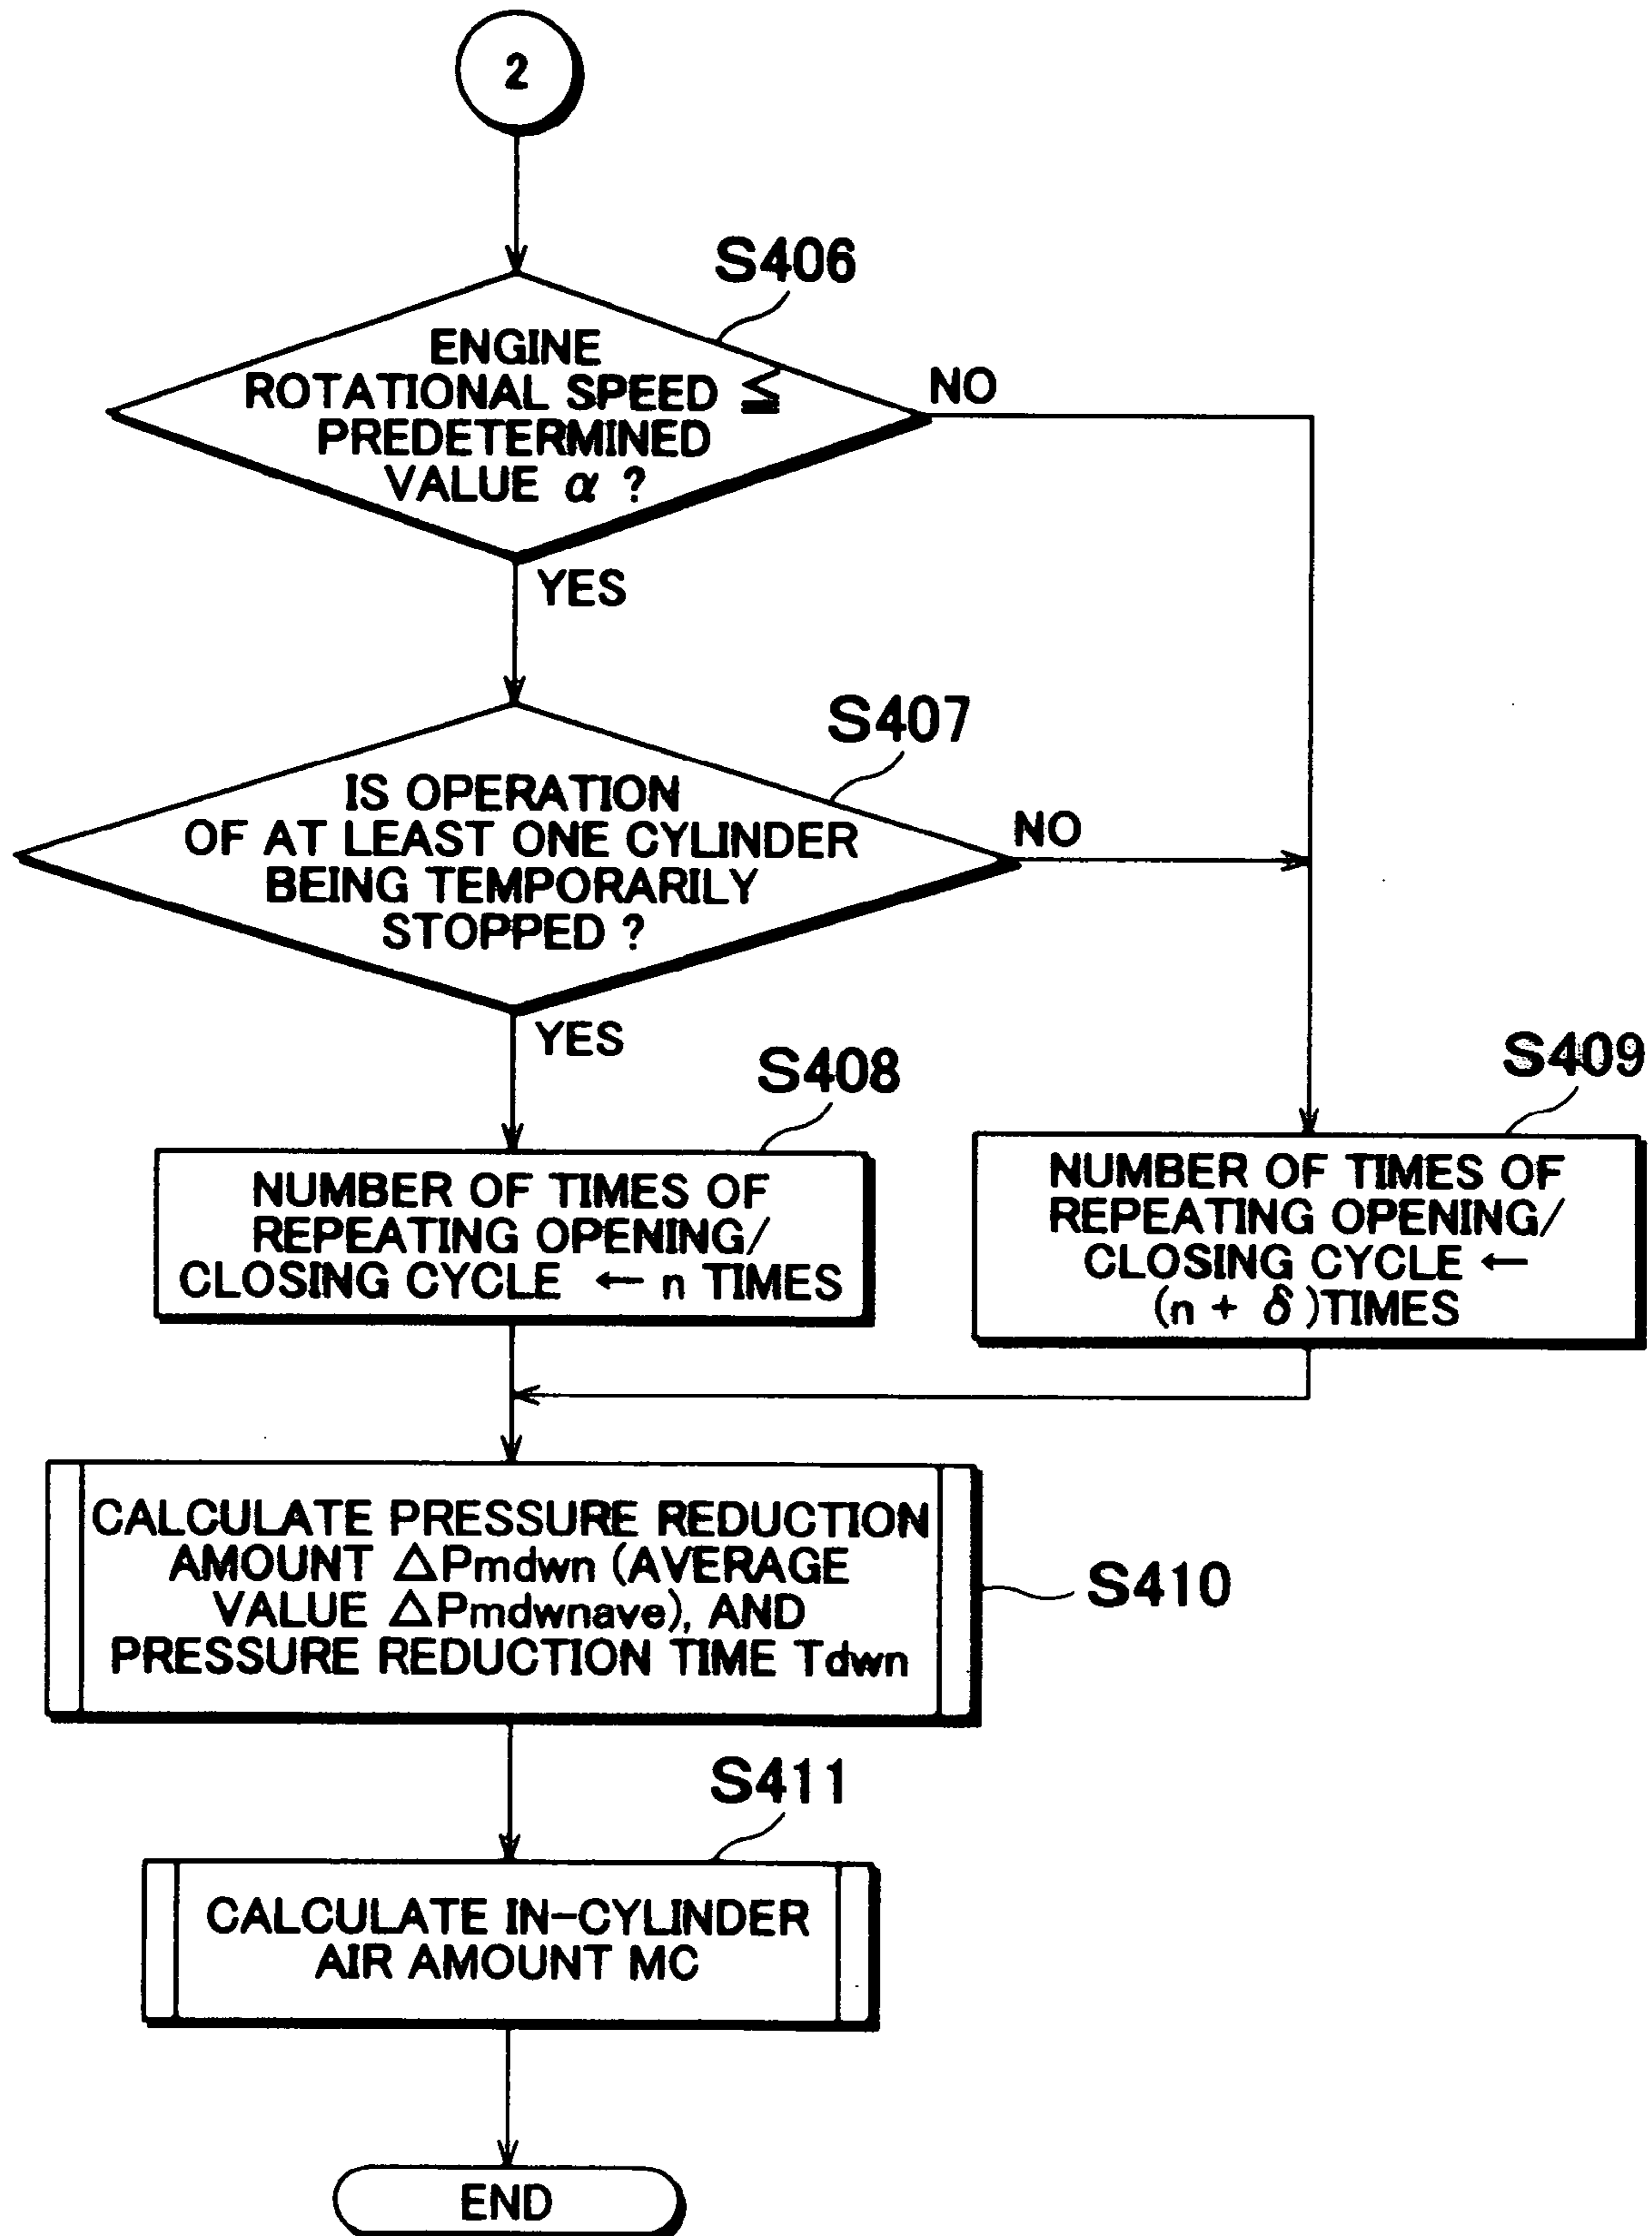 2
S406
ENGINE
ROTATIONAL SPEED ≦
PREDETERMINED
VALUE α ?
NO
YES
S407
IS OPERATION
OF AT LEAST ONE CYLINDER
BEING TEMPORARILY
STOPPED ?
NO
YES
S408
NUMBER OF TIMES OF
REPEATING OPENING/
CLOSING CYCLE ← n TIMES
S409
NUMBER OF TIMES OF
REPEATING OPENING/
CLOSING CYCLE ←
(n + δ )TIMES
CALCULATE PRESSURE REDUCTION
AMOUNT △Pmdwn (AVERAGE
VALUE △Pmdwnave), AND
PRESSURE REDUCTION TIME Tdwn
S410
S411
CALCULATE IN-CYLINDER
AIR AMOUNT MC
END